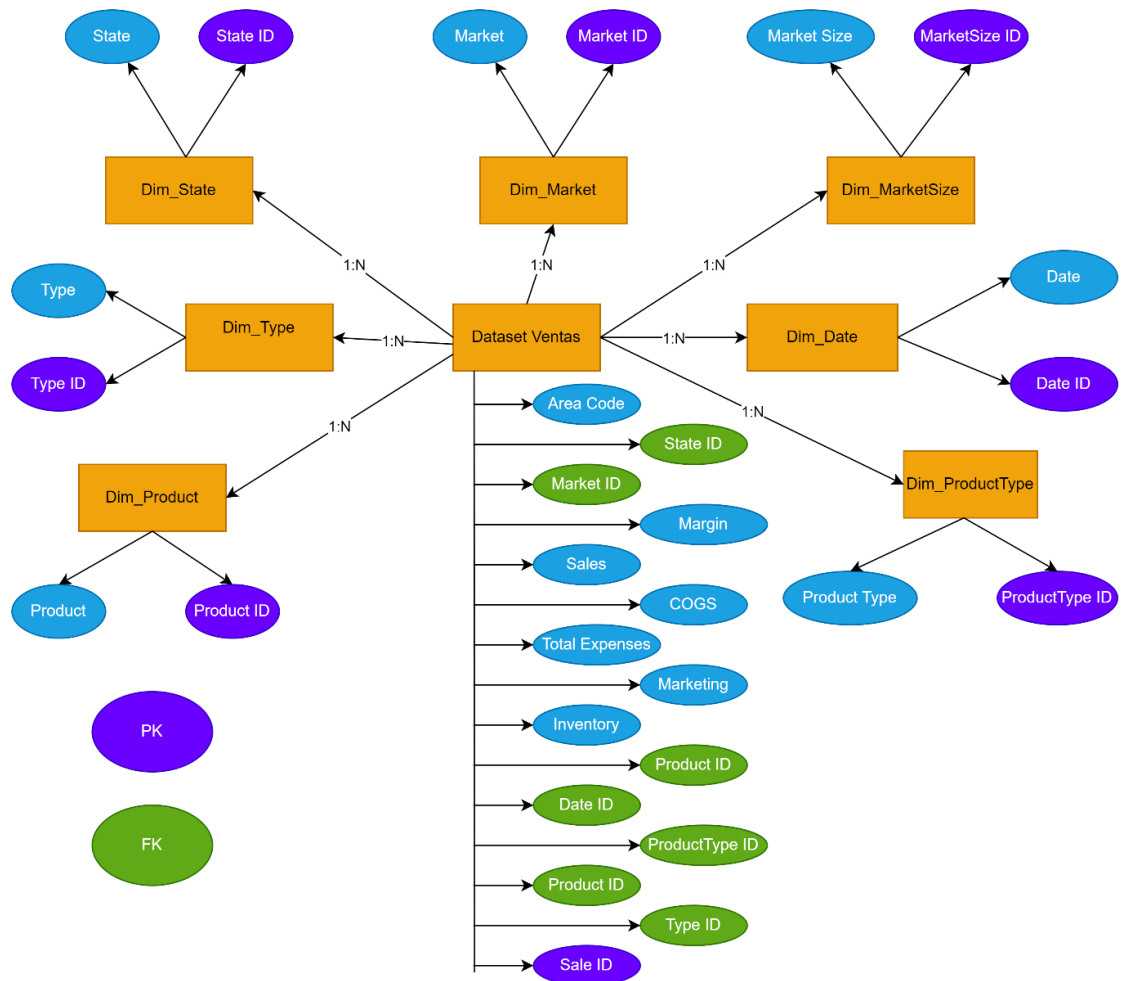 State
State ID
Market
Market ID
Market Size
MarketSize ID
Dim_State
Dim_Market
Dim_MarketSize
1:N
1:N
1:N
Type
Date
Dim_Type
Dataset Ventas
Dim_Date
1:N
1:N
Type ID
Date ID
Area Code
1:N
1:N
State ID
Market ID
Dim_Product
Dim_ProductType
Margin
Sales
Product
Product ID
COGS
Product Type
ProductType ID
Total Expenses
Marketing
Inventory
PK
Product ID
Date ID
FK
ProductType ID
Product ID
Type ID
Sale ID